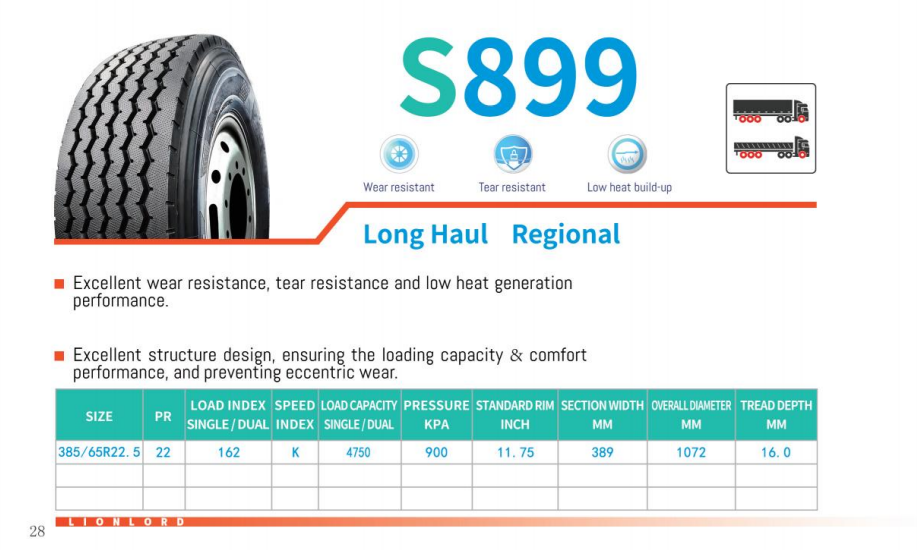 S899
Wear resistant Tear resistant Low heat build-up
Long Haul Regional
Excellent wear resistance, tear resistance and low heat generation
performance.
Excellent structure design, ensuring the loading capacity & comfort
performance, and preventing eccentric wear.
SIZE PR LOAD INDEX SINGLE / DUAL SPEED INDEX LOAD CAPACITY SINGLE / DUAL PRESSURE KPA STANDARD RIM INCH SECTION WIDTH MM OVERALL DIAMETER MM TREAD DEPTH MM
385/65R22.5 22 162 K 4750 900 11.75 389 1072 16.0
LIONLORD
28